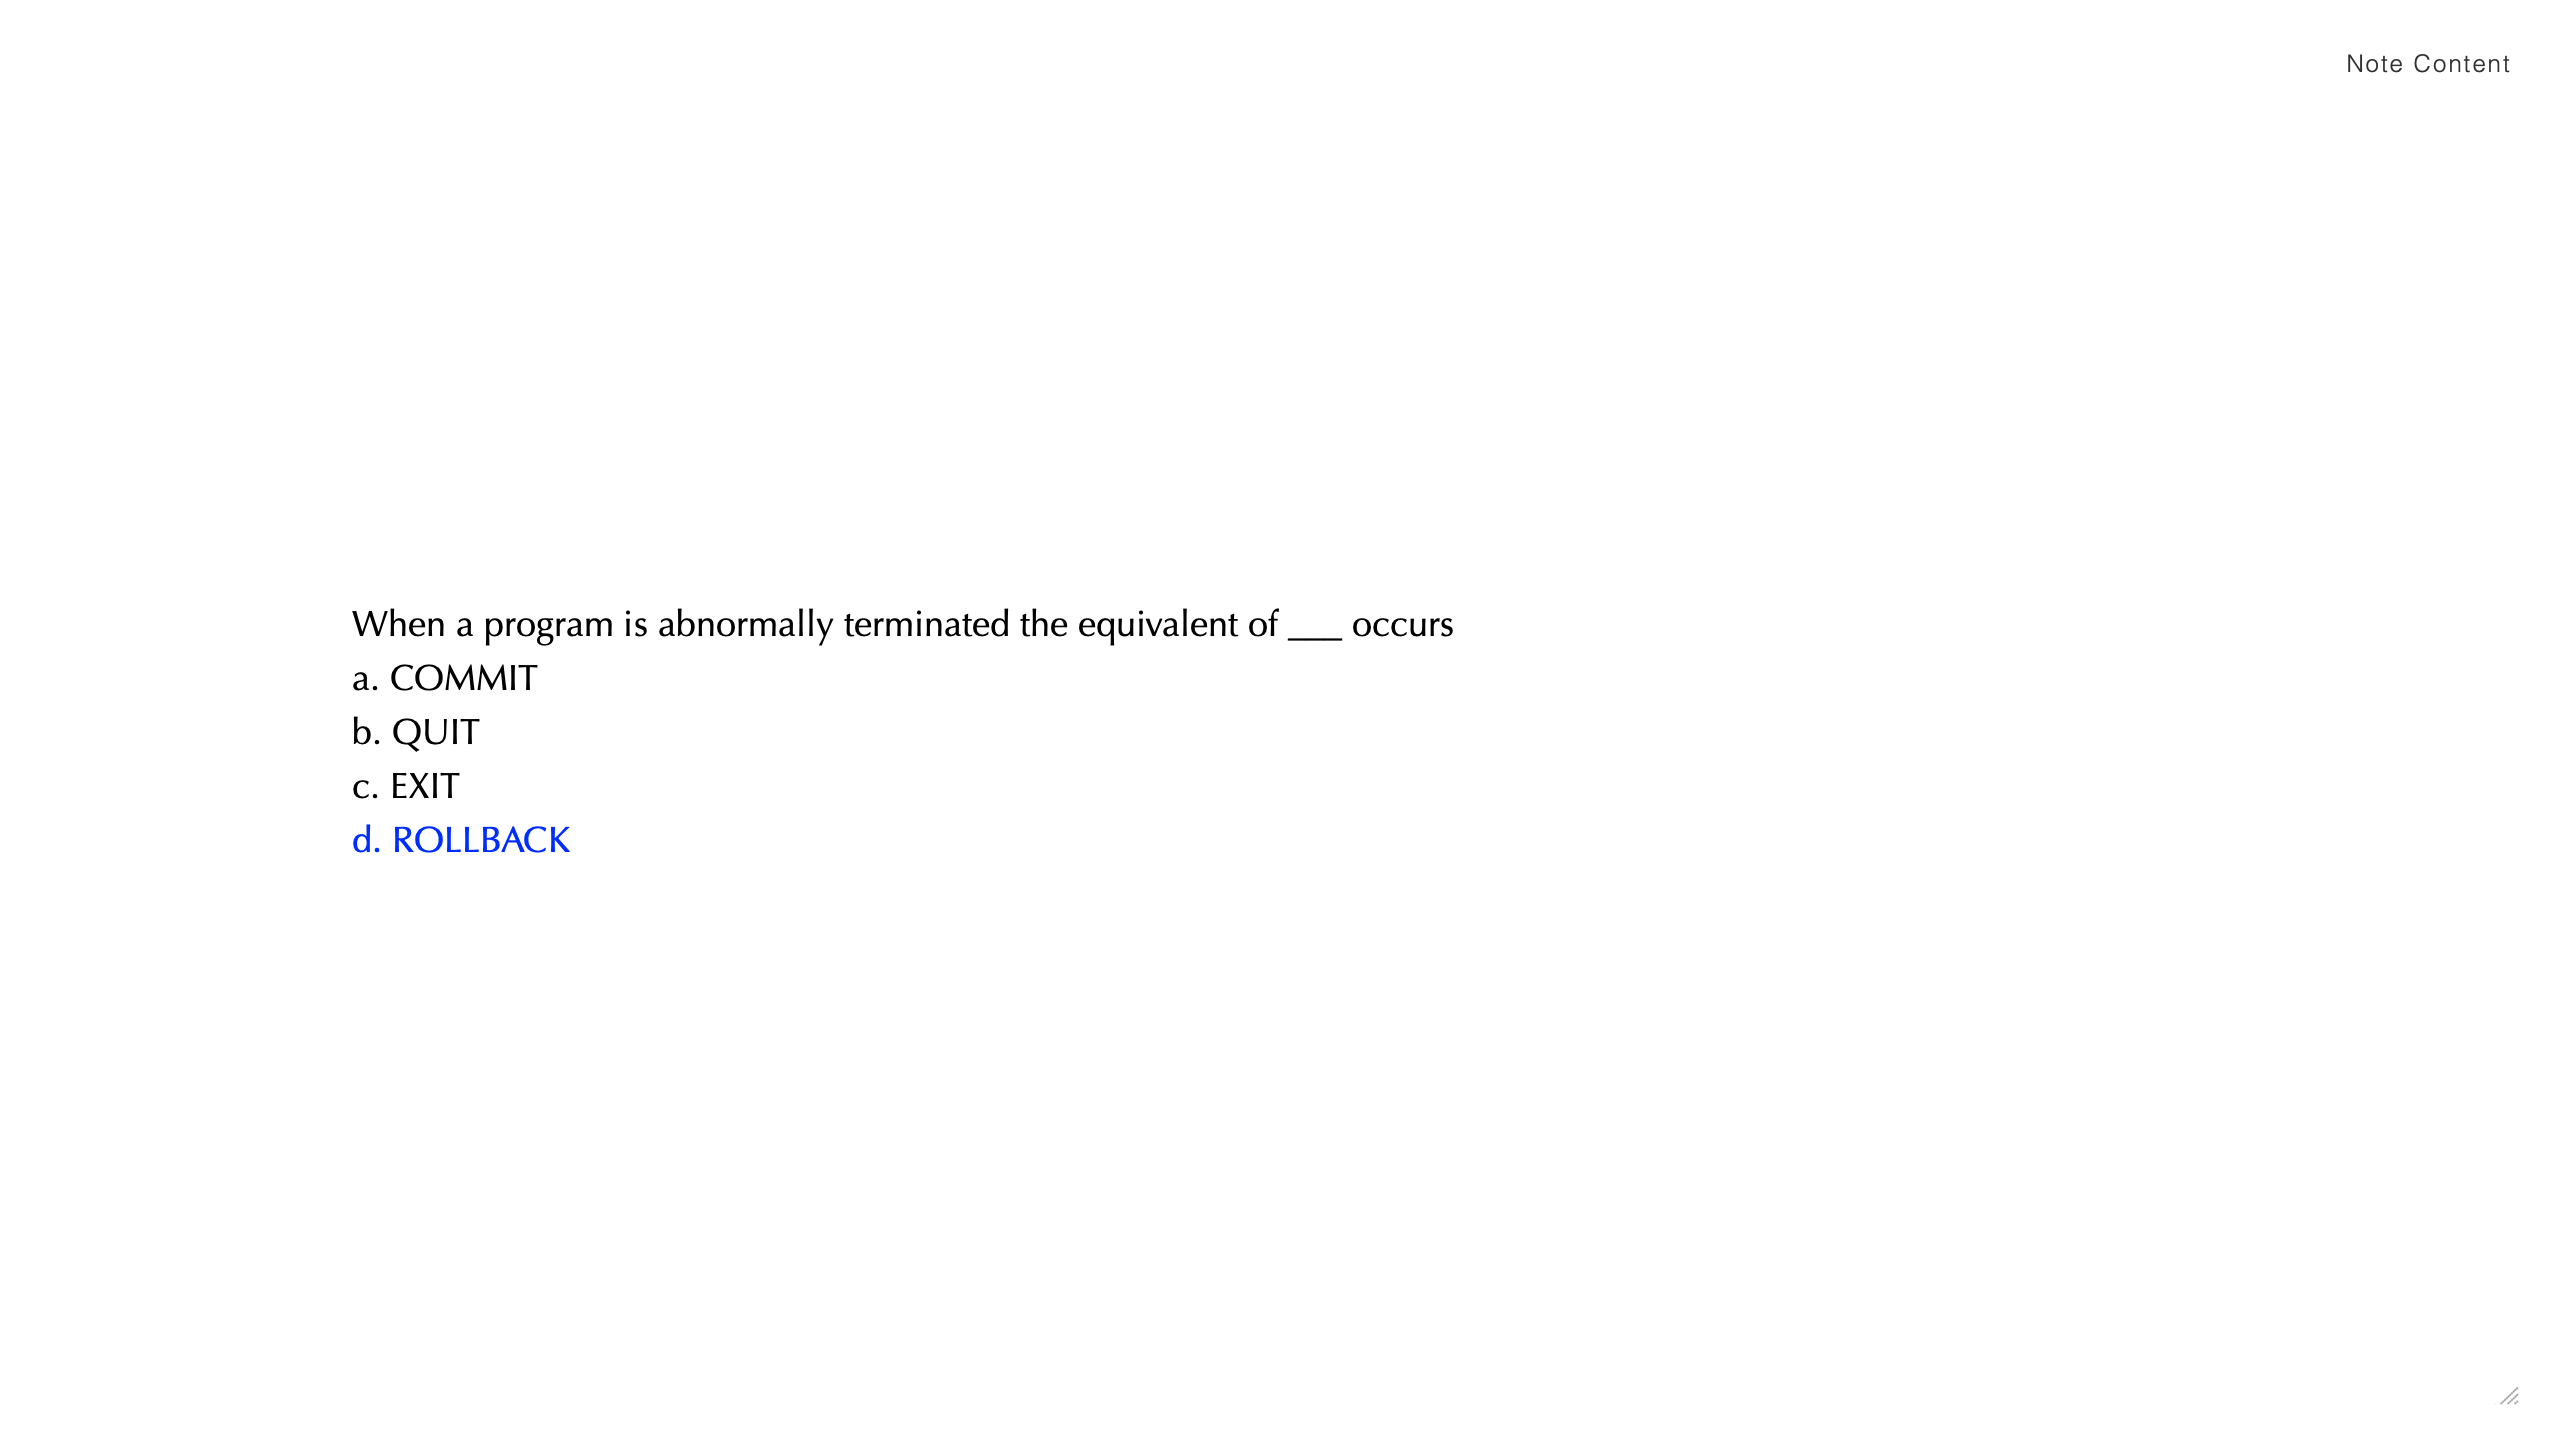 Note Content
When a program is abnormally terminated the equivalent of ___ occurs
a. COMMIT
b. QUIT
c. EXIT
d. ROLLBACK